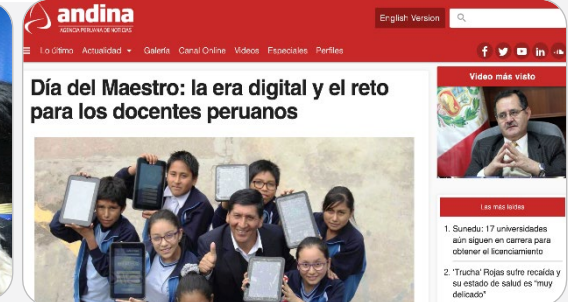 andina
AGENCIA PERUANA DE NOTICIAS
English Version
Lo último Actualidad Galería Canal Online Videos Especiales Perfiles
Día del Maestro: la era digital y el reto
para los docentes peruanos
Video más visto
Las más leídas
1. Sunedu: 17 universidades
aún siguen en carrera para
obtener el licenciamiento
2. 'Trucha' Rojas sufre recaída y
su estado de salud es "muy
delicado"